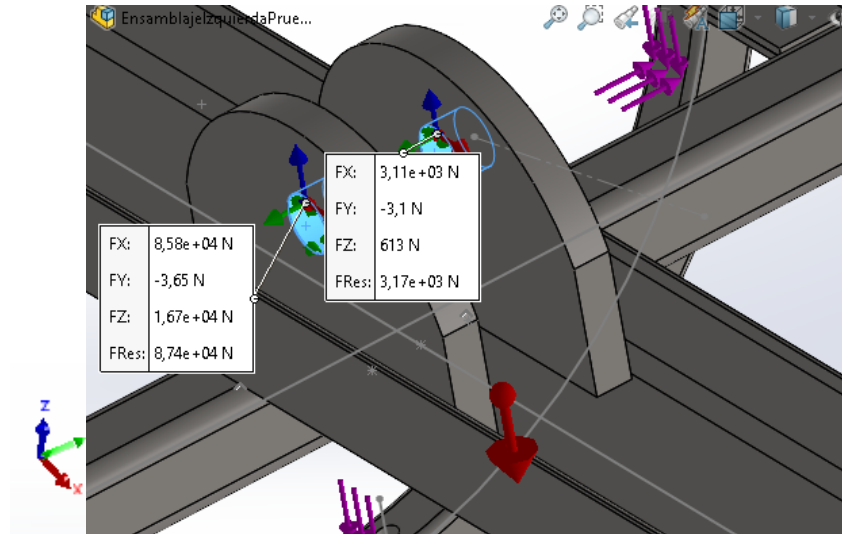 EnsamblajeIzquierdaPrue...
FX: 3,11e+03 N
FY: -3,1 N
FZ: 613 N
FRes: 3,17e+03 N
FX: 8,58e+04 N
FY: -3,65 N
FZ: 1,67e+04 N
FRes: 8,74e+04 N
Z
X